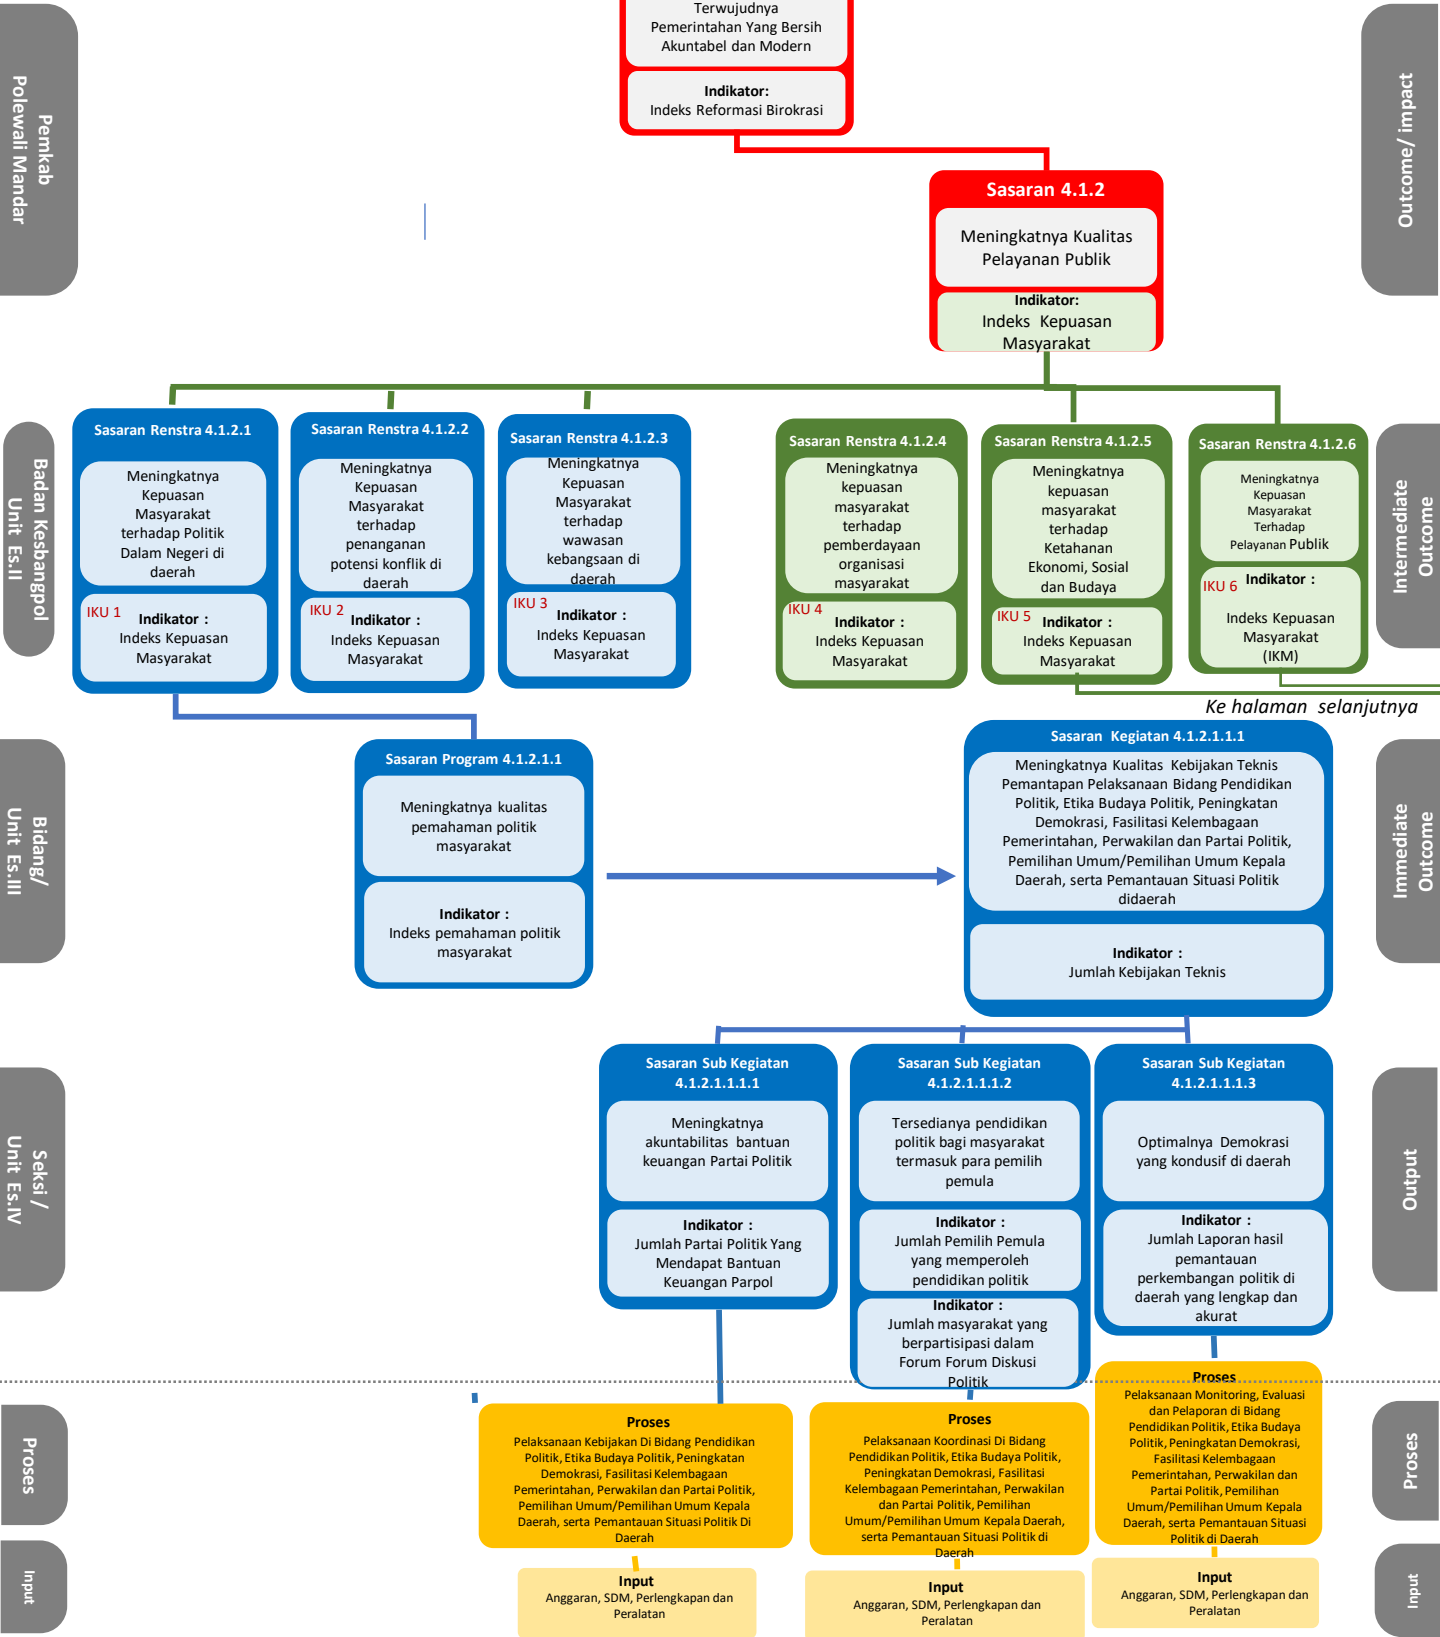 Terwujudnya
Pemerintahan Yang Bersih
Akuntabel dan Modern
Indikator:
Indeks Reformasi Birokrasi
Pemkab
Polewali Mandar
Outcome/ impact
Sasaran 4.1.2
Meningkatnya Kualitas
Pelayanan Publik
Indikator:
Indeks Kepuasan
Masyarakat
Badan Kesbangpol
Unit Es.II
Sasaran Renstra 4.1.2.1
Meningkatnya
Kepuasan
Masyarakat
terhadap Politik
Dalam Negeri di
daerah
IKU 1
Indikator :
Indeks Kepuasan
Masyarakat
Sasaran Renstra 4.1.2.2
Meningkatnya
Kepuasan
Masyarakat
terhadap
penanganan
potensi konflik di
daerah
IKU 2
Indikator :
Indeks Kepuasan
Masyarakat
Sasaran Renstra 4.1.2.3
Meningkatnya
Kepuasan
Masyarakat
terhadap
wawasan
kebangsaan di
daerah
IKU 3
Indikator :
Indeks Kepuasan
Masyarakat
Sasaran Renstra 4.1.2.4
Meningkatnya
kepuasan
masyarakat
terhadap
pemberdayaan
organisasi
masyarakat
IKU 4
Indikator :
Indeks Kepuasan
Masyarakat
Sasaran Renstra 4.1.2.5
Meningkatnya
kepuasan
masyarakat
terhadap
Ketahanan
Ekonomi, Sosial
dan Budaya
IKU 5
Indikator :
Indeks Kepuasan
Masyarakat
Sasaran Renstra 4.1.2.6
Meningkatnya
Kepuasan
Masyarakat
Terhadap
Pelayanan Publik
IKU 6
Indikator :
Indeks Kepuasan
Masyarakat
(IKM)
Intermediate
Outcome
Ke halaman selanjutnya
Bidang/
Unit Es.III
Sasaran Program 4.1.2.1.1
Meningkatnya kualitas
pemahaman politik
masyarakat
Indikator :
Indeks pemahaman politik
masyarakat
Sasaran Kegiatan 4.1.2.1.1.1
Meningkatnya Kualitas Kebijakan Teknis
Pemantapan Pelaksanaan Bidang Pendidikan
Politik, Etika Budaya Politik, Peningkatan
Demokrasi, Fasilitasi Kelembagaan
Pemerintahan, Perwakilan dan Partai Politik,
Pemilihan Umum/Pemilihan Umum Kepala
Daerah, serta Pemantauan Situasi Politik
didaerah
Indikator :
Jumlah Kebijakan Teknis
Immediate
Outcome
Seksi /
Unit Es.IV
Sasaran Sub Kegiatan
4.1.2.1.1.1.1
Meningkatnya
akuntabilitas bantuan
keuangan Partai Politik
Indikator :
Jumlah Partai Politik Yang
Mendapat Bantuan
Keuangan Parpol
Sasaran Sub Kegiatan
4.1.2.1.1.1.2
Tersedianya pendidikan
politik bagi masyarakat
termasuk para pemilih
pemula
Indikator :
Jumlah Pemilih Pemula
yang memperoleh
pendidikan politik
Indikator :
Jumlah masyarakat yang
berpartisipasi dalam
Forum Forum Diskusi
Politik
Sasaran Sub Kegiatan
4.1.2.1.1.1.3
Optimalnya Demokrasi
yang kondusif di daerah
Indikator :
Jumlah Laporan hasil
pemantauan
perkembangan politik di
daerah yang lengkap dan
akurat
Output
Proses
Proses
Pelaksanaan Kebijakan Di Bidang Pendidikan
Politik, Etika Budaya Politik, Peningkatan
Demokrasi, Fasilitasi Kelembagaan
Pemerintahan, Perwakilan dan Partai Politik,
Pemilihan Umum/Pemilihan Umum Kepala
Daerah, serta Pemantauan Situasi Politik Di
Daerah
Proses
Pelaksanaan Koordinasi Di Bidang
Pendidikan Politik, Etika Budaya Politik,
Peningkatan Demokrasi, Fasilitasi
Kelembagaan Pemerintahan, Perwakilan
dan Partai Politik, Pemilihan
Umum/Pemilihan Umum Kepala Daerah,
serta Pemantauan Situasi Politik di
Daerah
Proses
Pelaksanaan Monitoring, Evaluasi
dan Pelaporan di Bidang
Pendidikan Politik, Etika Budaya
Politik, Peningkatan Demokrasi,
Fasilitasi Kelembagaan
Pemerintahan, Perwakilan dan
Partai Politik, Pemilihan
Umum/Pemilihan Umum Kepala
Daerah, serta Pemantauan Situasi
Politik di Daerah
Proses
Input
Input
Anggaran, SDM, Perlengkapan dan
Peralatan
Input
Anggaran, SDM, Perlengkapan dan
Peralatan
Input
Anggaran, SDM, Perlengkapan dan
Peralatan
Input